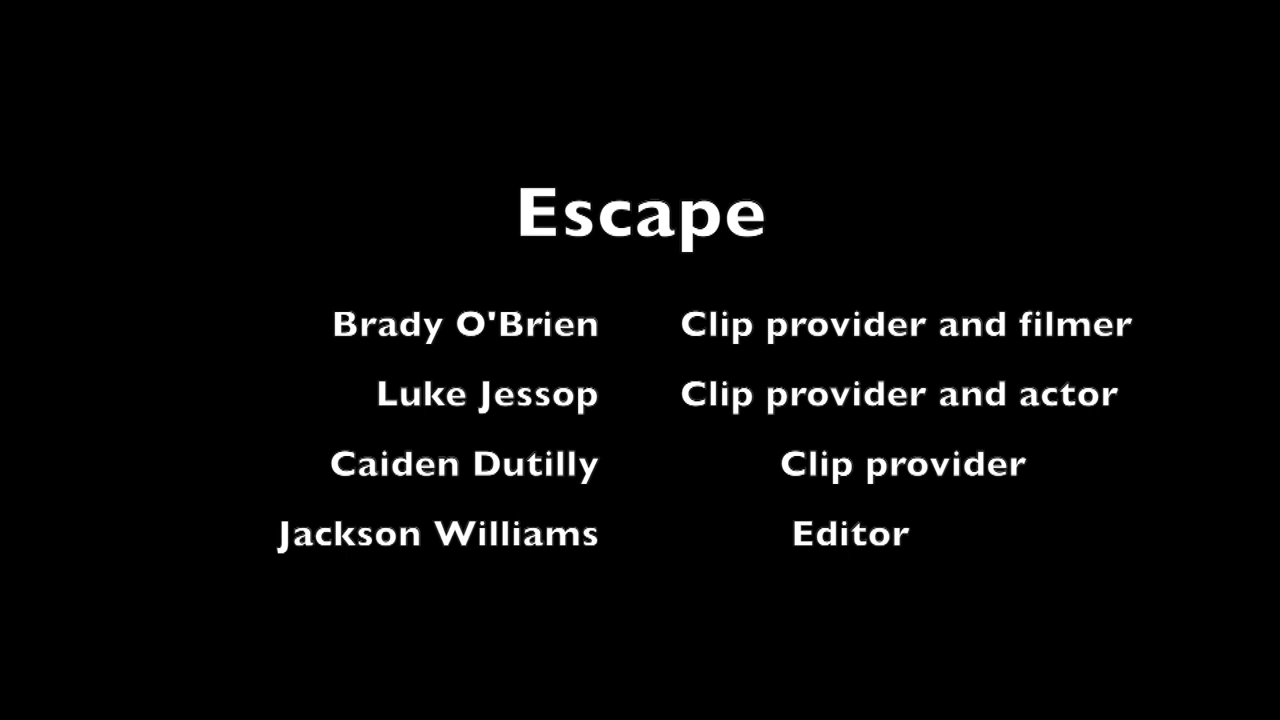 Escape
Brady O'Brien Clip provider and filmer
Luke Jessop Clip provider and actor
Caiden Dutilly Clip provider
Jackson Williams Editor